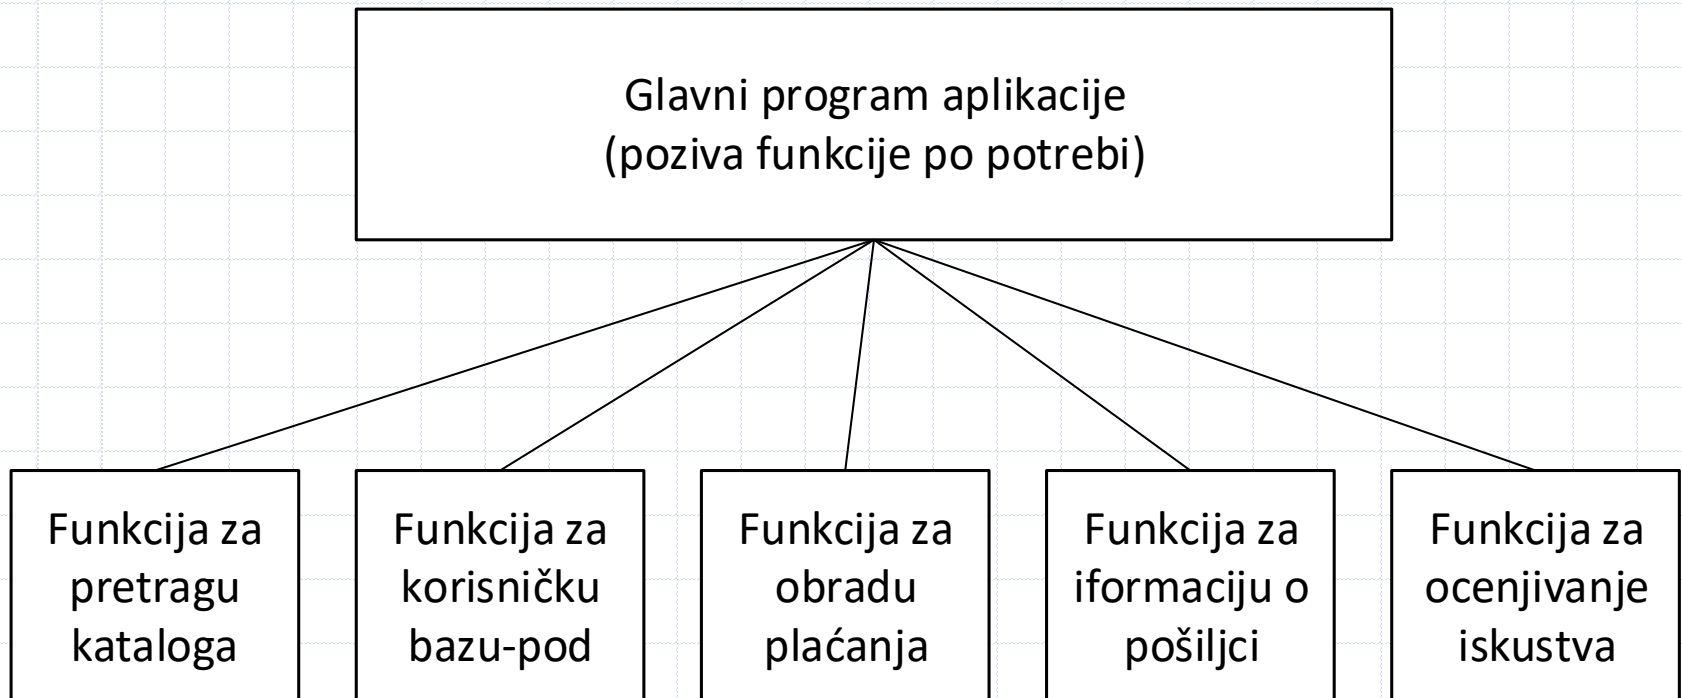 Glavni program aplikacije
(poziva funkcije po potrebi)
Funkcija za
pretragu
kataloga
Funkcija za
korisničku
bazu-pod
Funkcija za
obradu
plaćanja
Funkcija za
iformaciju o
pošiljci
Funkcija za
ocenjivanje
iskustva